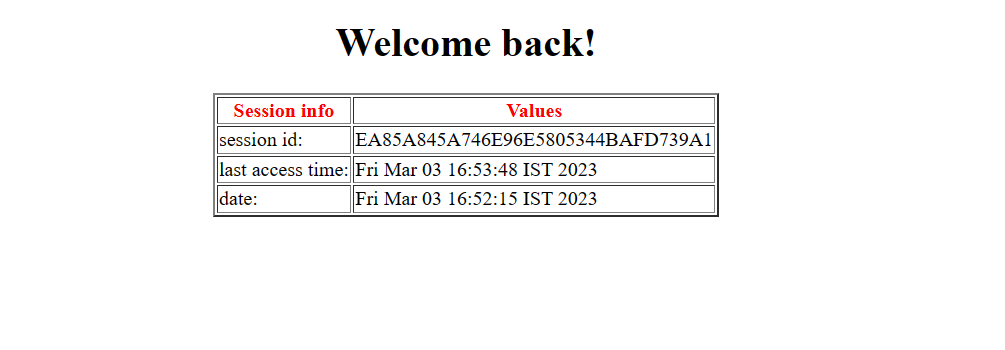 Welcome back!
Session info Values
session id: EA85A845A746E96E5805344BAFD739A1
last access time: Fri Mar 03 16:53:48 IST 2023
date: Fri Mar 03 16:52:15 IST 2023